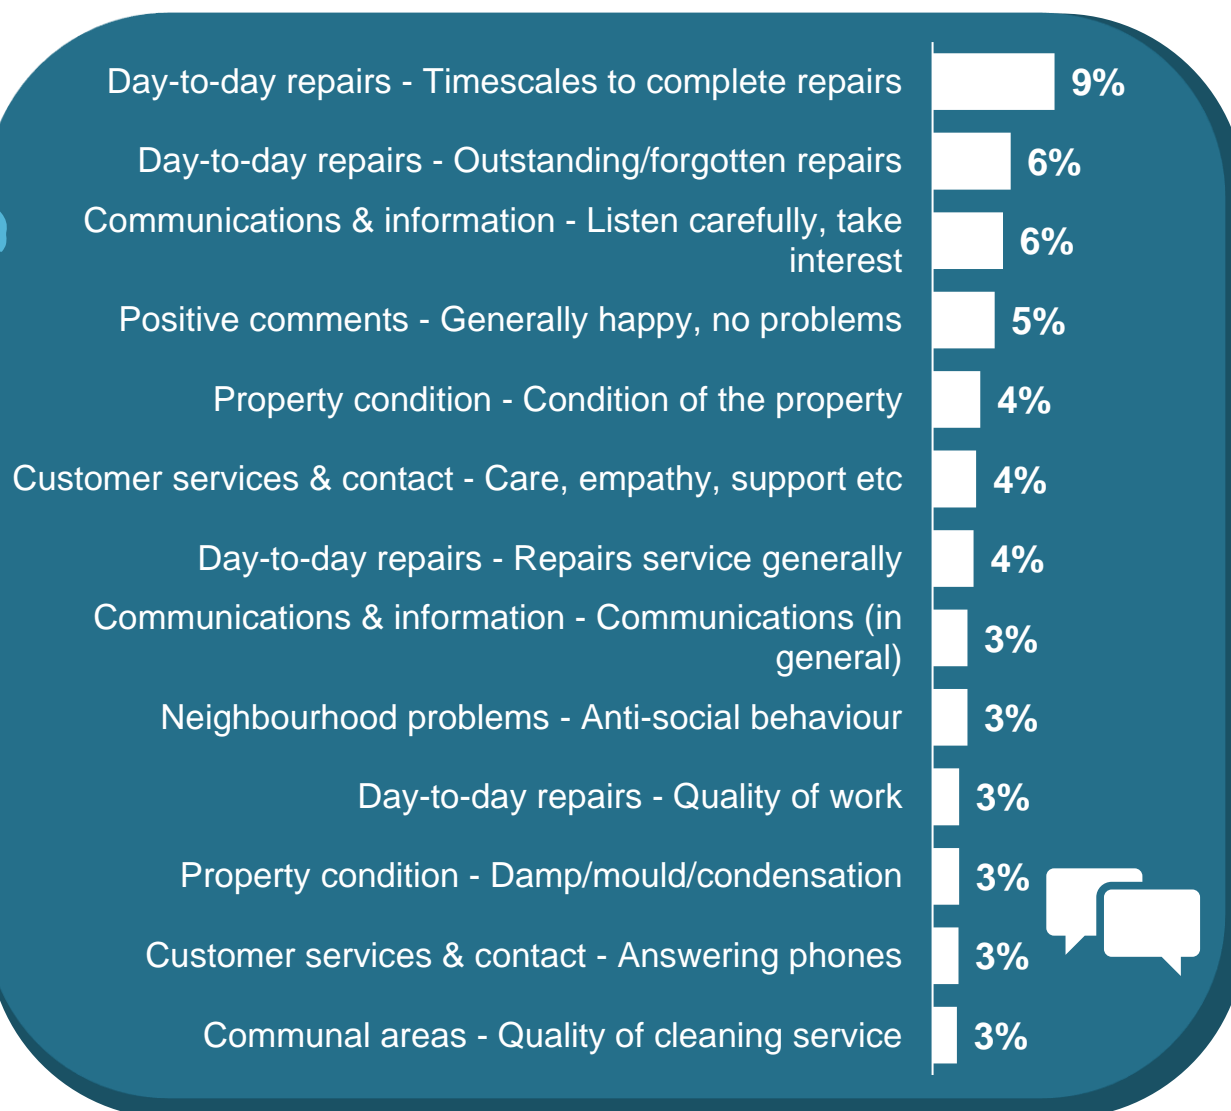 Day-to-day repairs - Timescales to complete repairs 9%
Day-to-day repairs - Outstanding/forgotten repairs 6%
Communications & information - Listen carefully, take
interest 6%
Positive comments - Generally happy, no problems 5%
Property condition - Condition of the property 4%
Customer services & contact - Care, empathy, support etc 4%
Day-to-day repairs - Repairs service generally 4%
Communications & information - Communications (in
general) 3%
Neighbourhood problems - Anti-social behaviour 3%
Day-to-day repairs - Quality of work 3%
Property condition - Damp/mould/condensation 3%
Customer services & contact - Answering phones 3%
Communal areas - Quality of cleaning service 3%